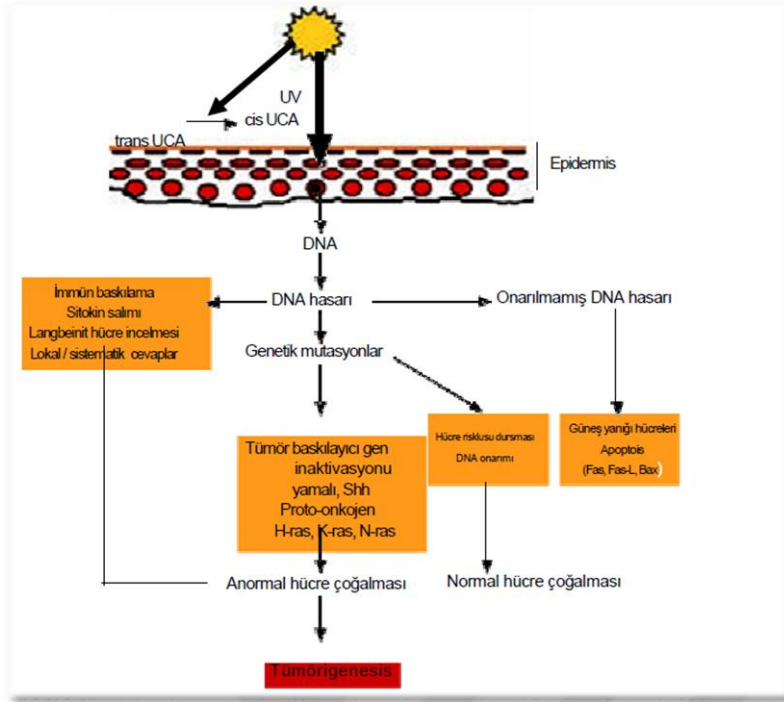 UV
cis UCA
trans UCA
Epidermis
DNA
İmmün baskılama
Sitokin salımı
Langbeinit hücre incelmesi
Lokal / sistematik cevaplar
DNA hasarı
Onarılmamış DNA hasarı
Genetik mutasyonlar
Tümör baskılayıcı gen
inaktivasyonu
yamalı, Shh
Proto-onkojen
H-ras, K-ras, N-ras
Hücre risklusu dursması
DNA onarımı
Güneş yanığı hücreleri
Apoptois
(Fas, Fas-L, Bax)
Anormal hücre çoğalması
Normal hücre çoğalması
Tümörigenesis